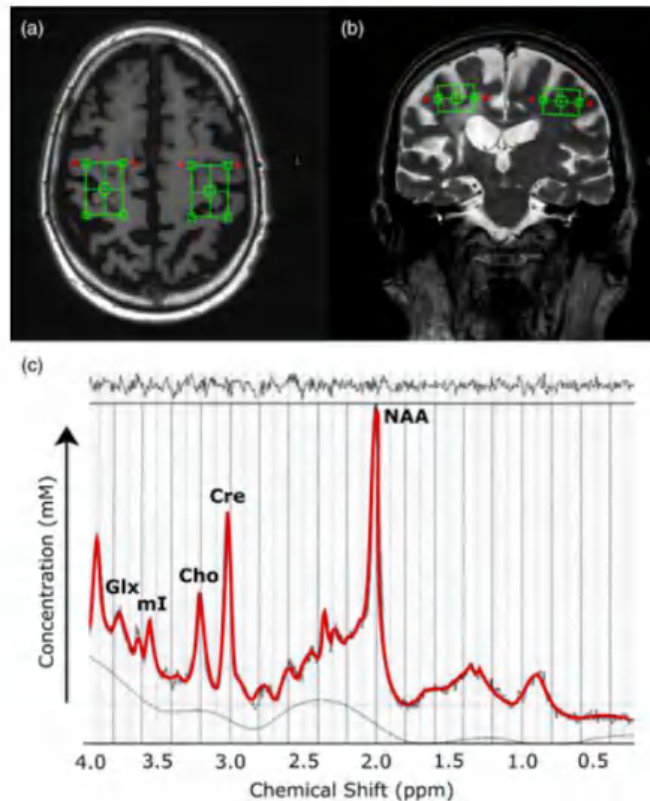 (a)
(b)
L
(c)
Concentration (mM)
Glx
mI
Cho
Cre
NAA
4.0 3.5 3.0 2.5 2.0 1.5 1.0 0.5
Chemical Shift (ppm)